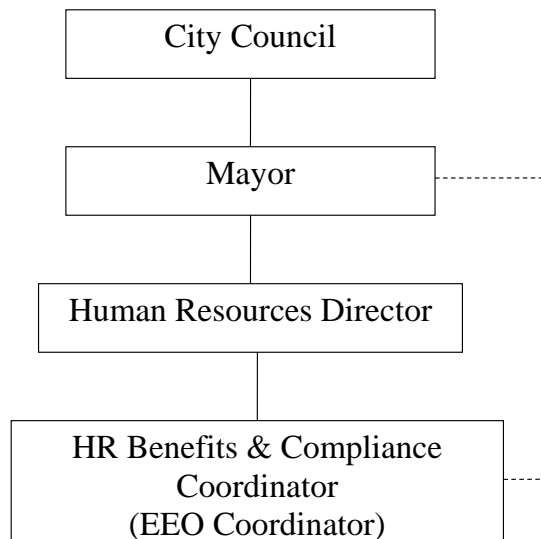 City Council
Mayor
Human Resources Director
HR Benefits & Compliance
Coordinator
(EEO Coordinator)